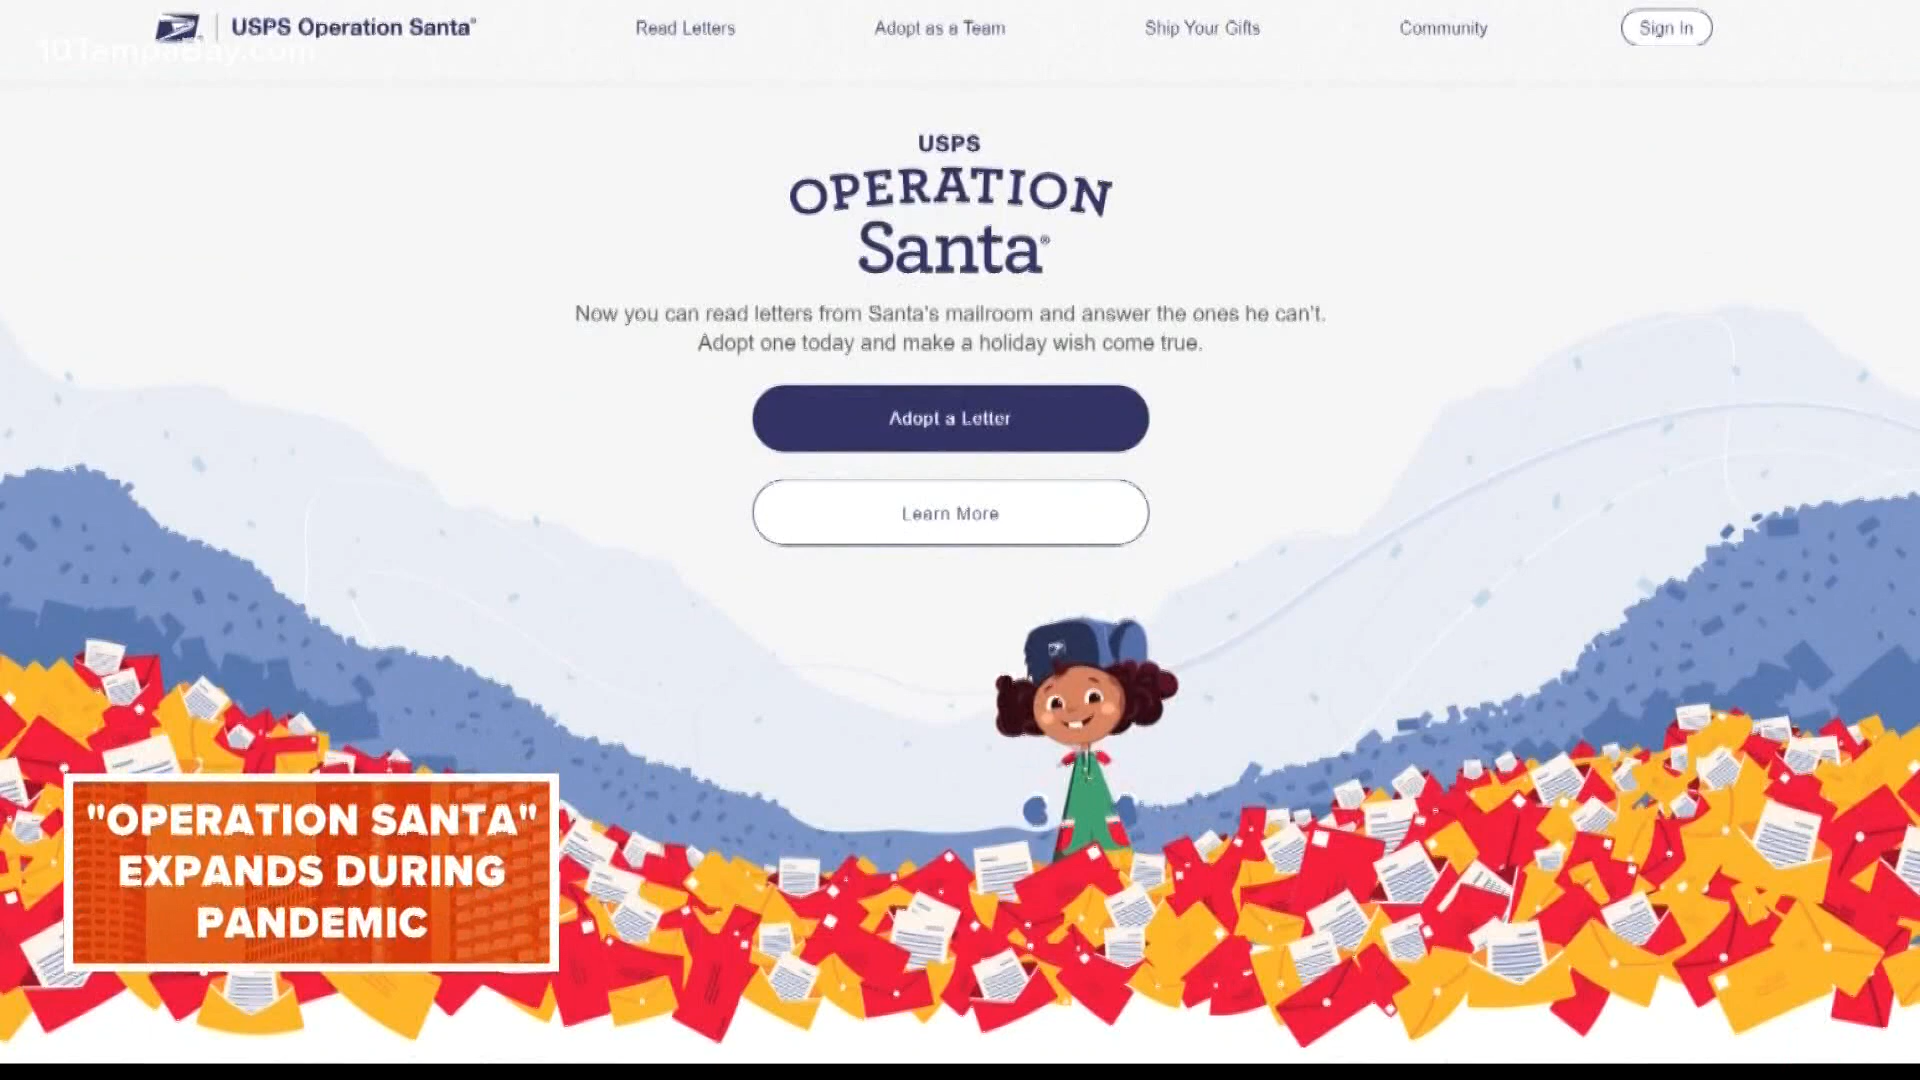 USPS Operation Santa®
Read Letters
Adopt as a Team
Ship Your Gifts
Community
Sign In
10TampaBay.com
USPS
OPERATION
Santa®
Now you can read letters from Santa's mailroom and answer the ones he can't.
Adopt one today and make a holiday wish come true.
Adopt a Letter
Learn More
"OPERATION SANTA"
EXPANDS DURING
PANDEMIC